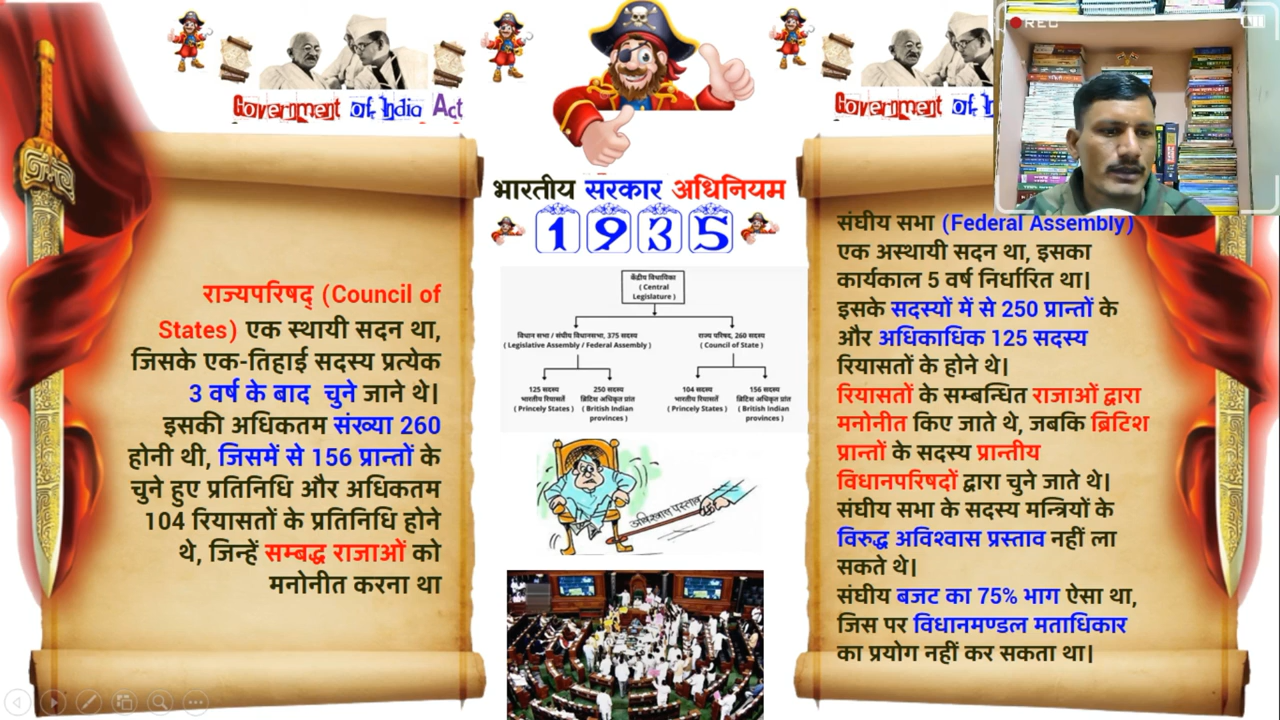 Government of India Act
Government of In
REC
भारतीय सरकार अधिनियम
1935
राज्यपरिषद् (Council of
States) एक स्थायी सदन था,
जिसके एक-तिहाई सदस्य प्रत्येक
3 वर्ष के बाद चुने जाने थे।
इसकी अधिकतम संख्या 260
होनी थी, जिसमें से 156 प्रान्तों के
चुने हुए प्रतिनिधि और अधिकतम
104 रियासतों के प्रतिनिधि होने
थे, जिन्हें सम्बद्ध राजाओं को
मनोनीत करना था
केंद्रीय विधायिका
( Central
Legislature )
विधान सभा / संघीय विधानसभा, 375 सदस्य
( Legislative Assembly / Federal Assembly )
राज्य परिषद, 260 सदस्य
( Council of State )
125 सदस्य
भारतीय रियासतें
( Princely States )
250 सदस्य
ब्रिटिश अधिकृत प्रांत
( British Indian
provinces )
104 सदस्य
भारतीय रियासतें
( Princely States )
156 सदस्य
ब्रिटिश अधिकृत प्रांत
( British Indian
provinces )
अविश्वास प्रस्ताव
संघीय सभा (Federal Assembly)
एक अस्थायी सदन था, इसका
कार्यकाल 5 वर्ष निर्धारित था।
इसके सदस्यों में से 250 प्रान्तों के
और अधिकाधिक 125 सदस्य
रियासतों के होने थे।
रियासतों के सम्बन्धित राजाओं द्वारा
मनोनीत किए जाते थे, जबकि ब्रिटिश
प्रान्तों के सदस्य प्रान्तीय
विधानपरिषदों द्वारा चुने जाते थे।
संघीय सभा के सदस्य मन्त्रियों के
विरुद्ध अविश्वास प्रस्ताव नहीं ला
सकते थे।
संघीय बजट का 75% भाग ऐसा था,
जिस पर विधानमण्डल मताधिकार
का प्रयोग नहीं कर सकता था।